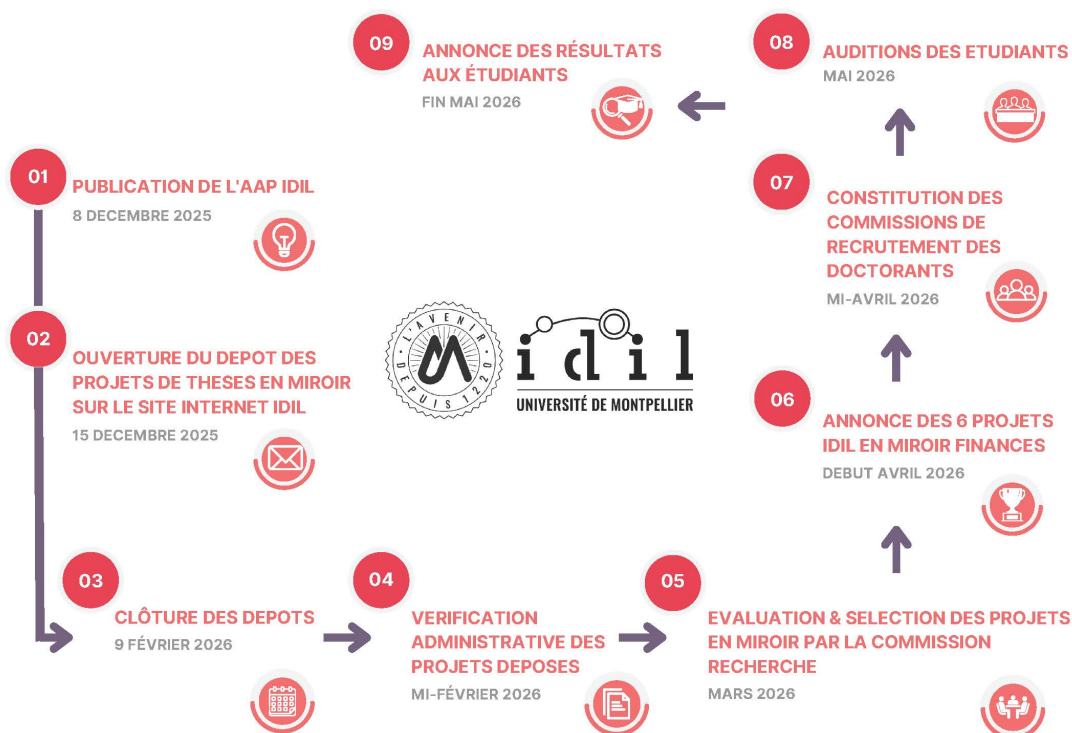 01
PUBLICATION DE L'AAP IDIL
8 DECEMBRE 2025
02
OUVERTURE DU DEPOT DES
PROJETS DE THESES EN MIROIR
SUR LE SITE INTERNET IDIL
15 DECEMBRE 2025
03
CLÔTURE DES DEPOTS
9 FÉVRIER 2026
04
VERIFICATION
ADMINISTRATIVE DES
PROJETS DEPOSES
MI-FÉVRIER 2026
05
EVALUATION & SELECTION DES PROJETS
EN MIROIR PAR LA COMMISSION
RECHERCHE
MARS 2026
06
ANNONCE DES 6 PROJETS
IDIL EN MIROIR FINANCES
DEBUT AVRIL 2026
07
CONSTITUTION DES
COMMISSIONS DE
RECRUTEMENT DES
DOCTORANTS
MI-AVRIL 2026
08
AUDITIONS DES ETUDIANTS
MAI 2026
09
ANNONCE DES RÉSULTATS
AUX ÉTUDIANTS
FIN MAI 2026
L'AVENIR
DEPUIS 1220
M
idil
UNIVERSITÉ DE MONTPELLIER